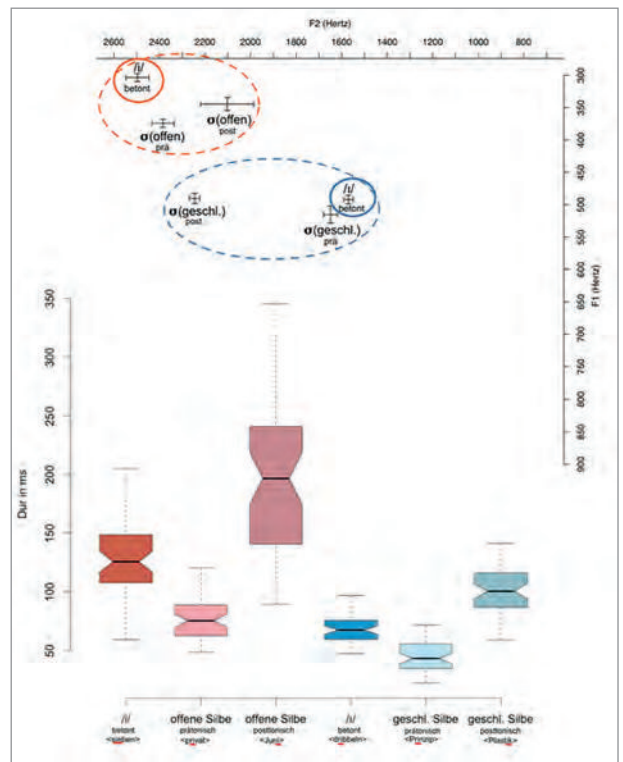 F2 (Hertz)
2600 2400 2200 2000 1800 1600 1400 1200 1000 800
/ɪ/
betont
σ(offen)
post
σ(offen)
prä
σ(geschl.)
post
/ɪ/
betont
σ(geschl.)
prä
300
350
400
450
500
550
600
650
700
750
800
850
900
F1 (Hertz)
350
300
250
200
150
100
50
Dur in ms
/i/ offene Silbe offene Silbe /ɪ/ geschl. Silbe geschl. Silbe
betont prätonisch posttonisch betont prätonisch posttonisch
<sieben> <privat> <Juni> <dribbeln> <Prinzip> <Plastik>